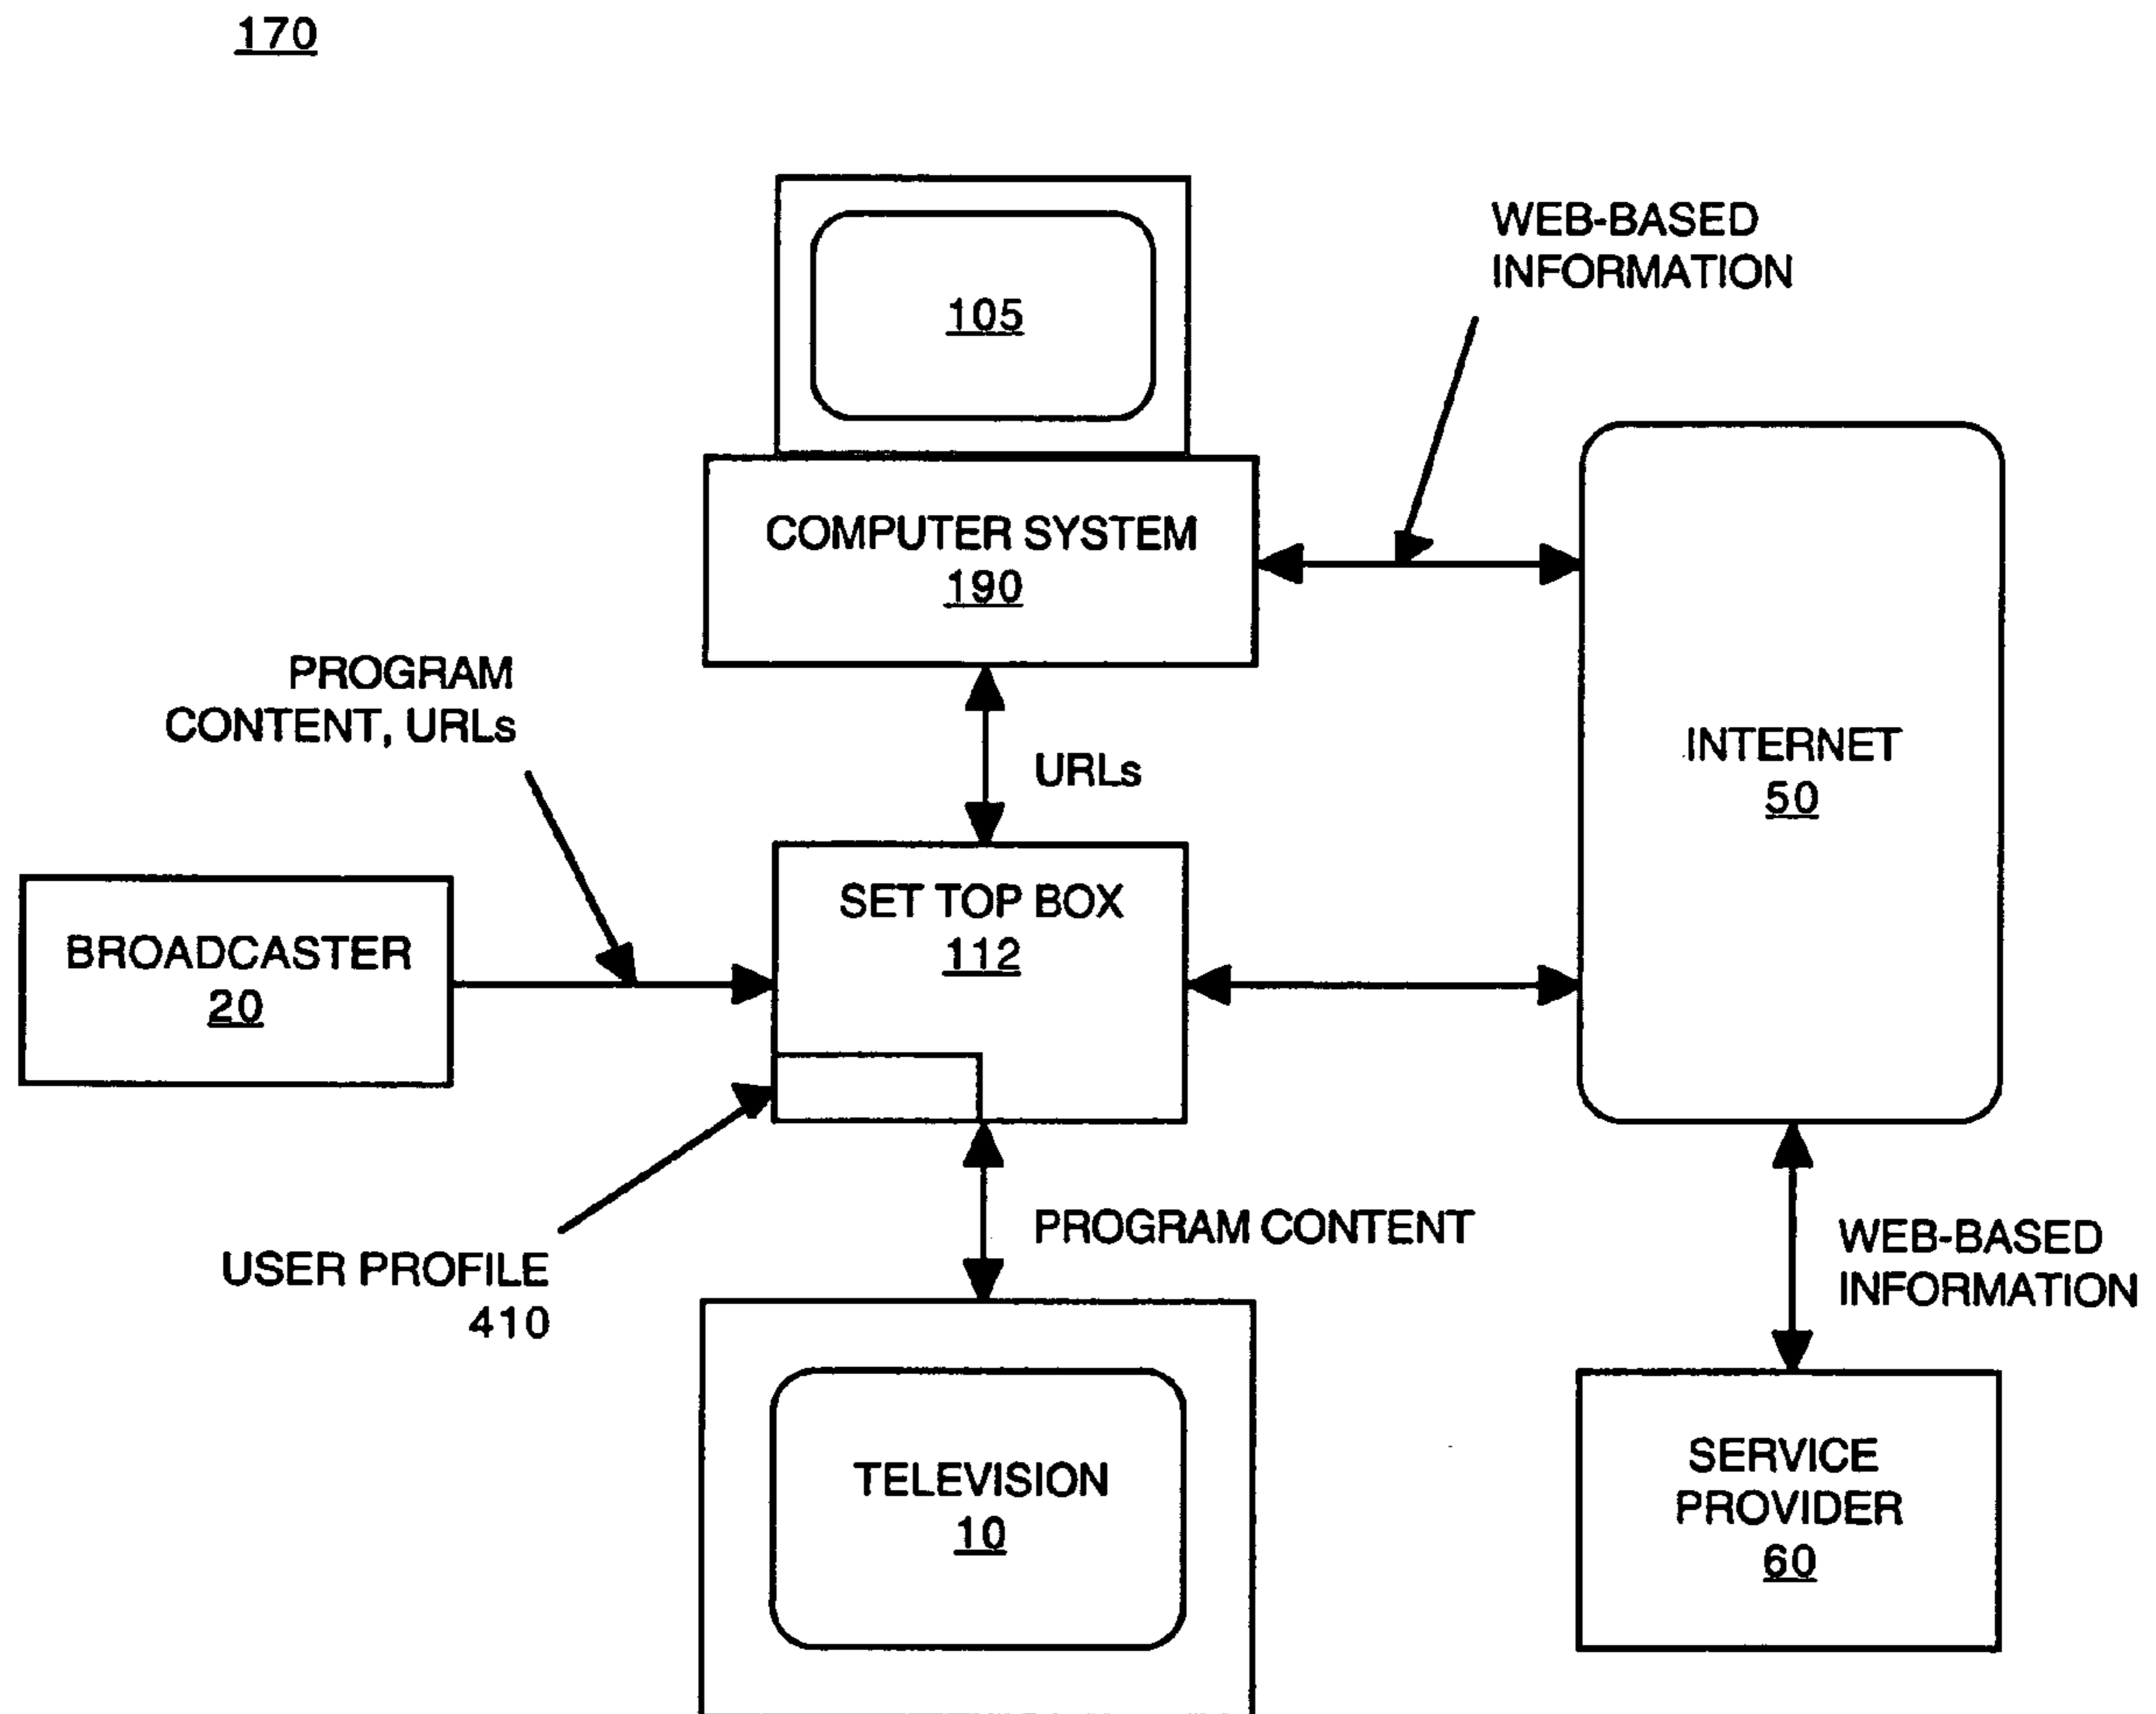 170
105
WEB-BASED
INFORMATION
COMPUTER SYSTEM
190
PROGRAM
CONTENT, URLs
URLs
INTERNET
50
SET TOP BOX
112
BROADCASTER
20
USER PROFILE
410
PROGRAM CONTENT
WEB-BASED
INFORMATION
TELEVISION
10
SERVICE
PROVIDER
60